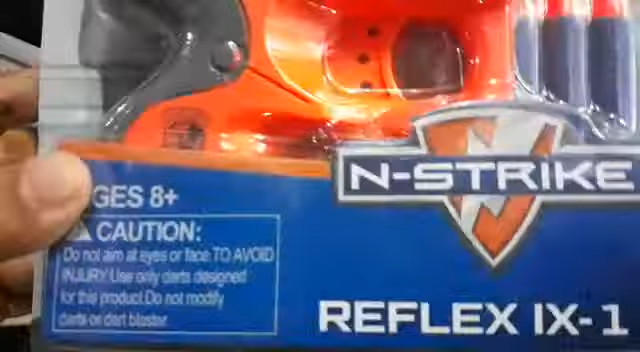 N-STRIKE
GES 8+
CAUTION:
Do not aim at eyes or face.TO AVOID
INJURY:Use only darts designed
for this product.Do not modify
darts or dart blaster.
REFLEX IX-1